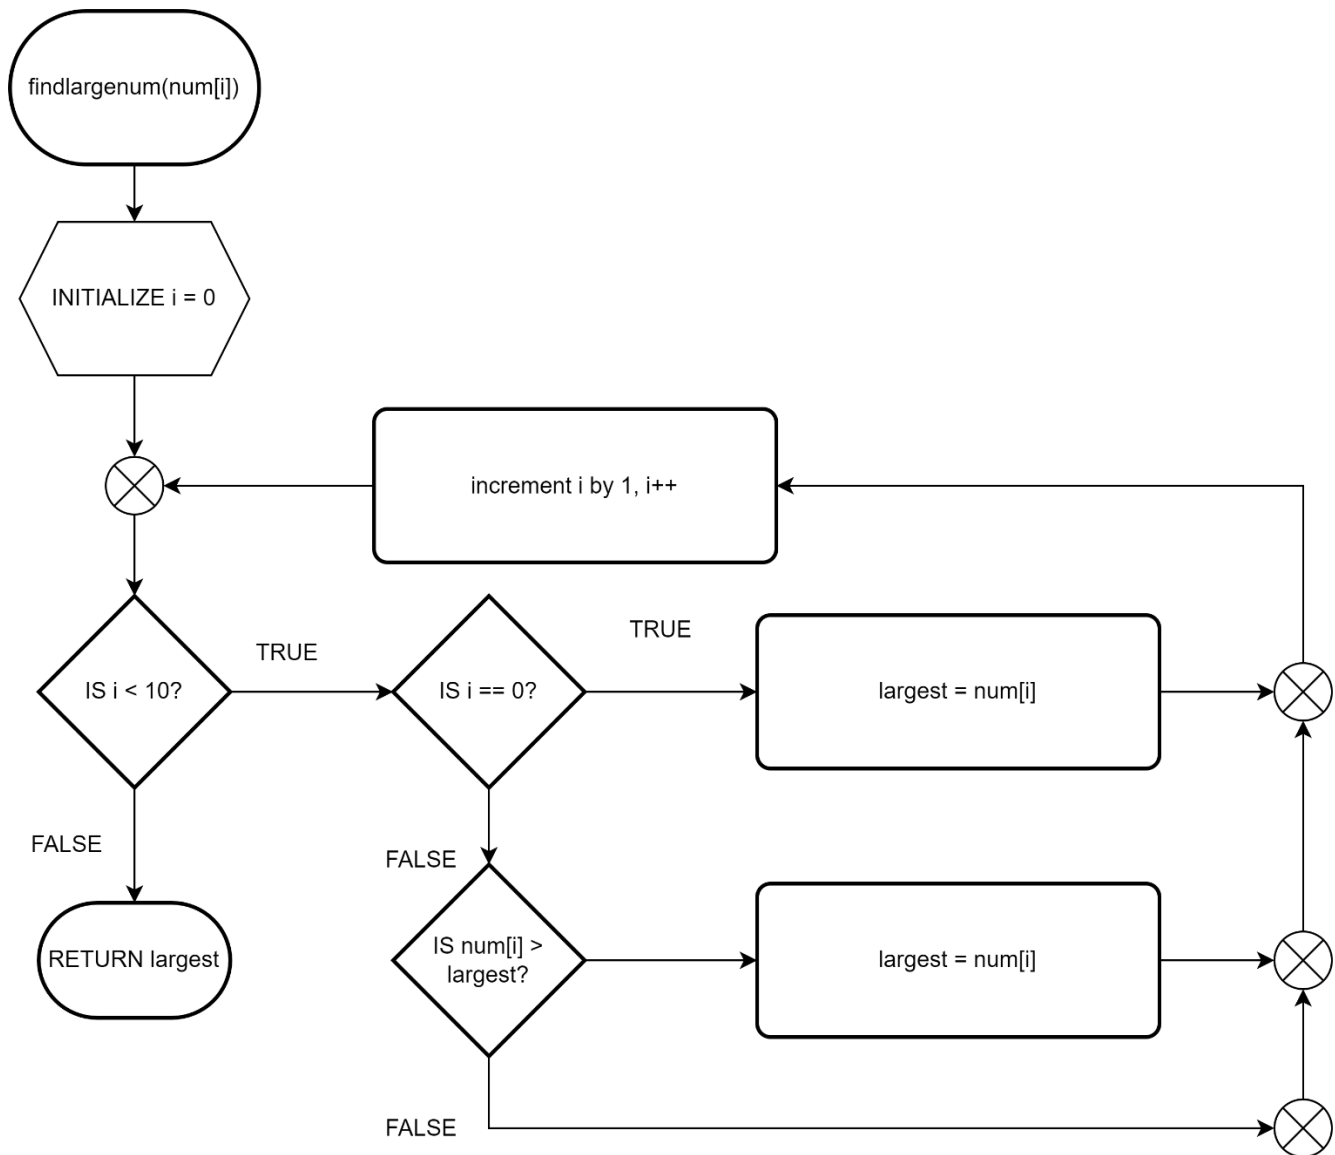 findlargenum(num[i])
INITIALIZE i = 0
increment i by 1, i++
IS i < 10?
TRUE
IS i == 0?
TRUE
largest = num[i]
FALSE
RETURN largest
FALSE
IS num[i] >
largest?
largest = num[i]
FALSE